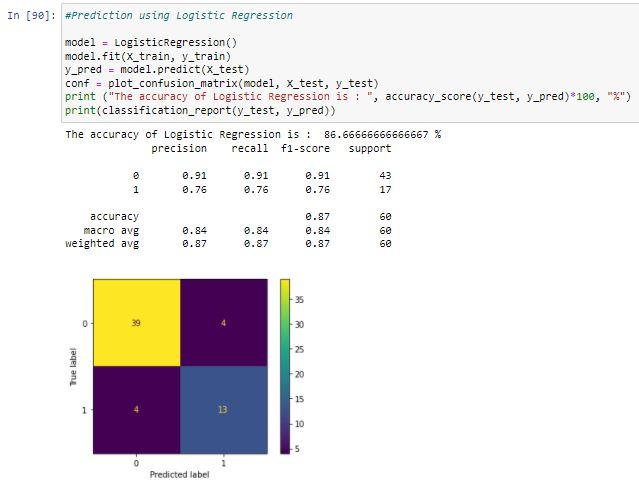 In [90]: #Prediction using Logistic Regression
model = LogisticRegression()
model.fit(X_train, y_train)
y_pred = model.predict(X_test)
conf = plot_confusion_matrix(model, X_test, y_test)
print ("The accuracy of Logistic Regression is : ", accuracy_score(y_test, y_pred)*100, "%")
print(classification_report(y_test, y_pred))
The accuracy of Logistic Regression is :  86.66666666666667 %
precision recall f1-score support
0 0.91 0.91 0.91 43
1 0.76 0.76 0.76 17
accuracy 0.87 60
macro avg 0.84 0.84 0.84 60
weighted avg 0.87 0.87 0.87 60
35
0 39 4 30
25
True label
20
15
1 4 13 10
5
0 1
Predicted label